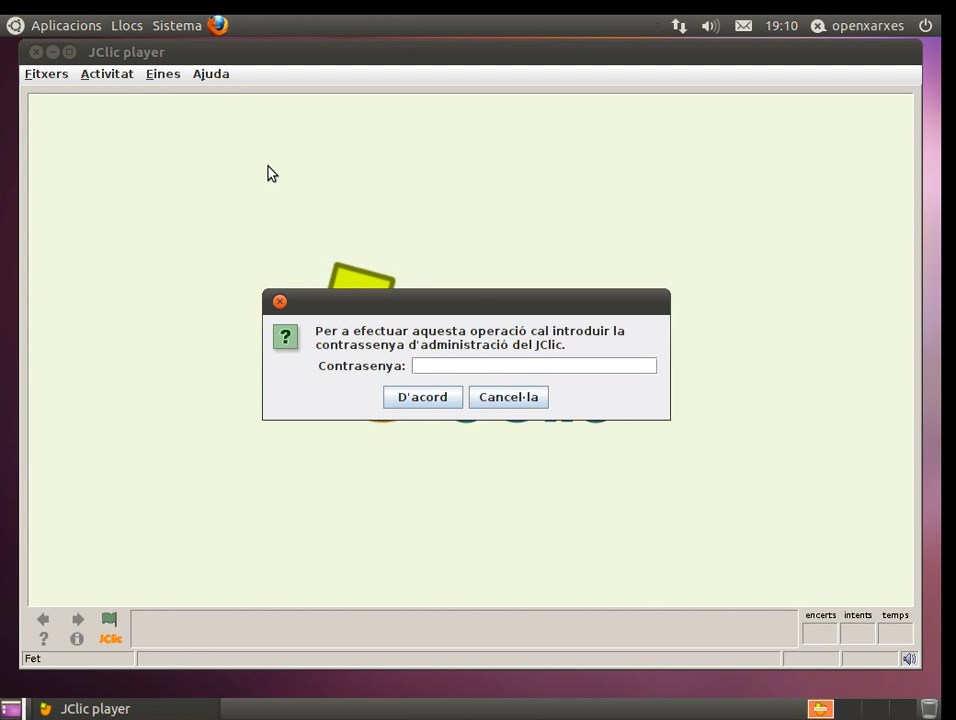 Aplicacions Llocs Sistema 19:10 openxarxes
JClic player
Fitxers Activitat Eines Ajuda
?
Per a efectuar aquesta operació cal introduir la
contrassenya d'administració del JClic.
Contrasenya:
D'acord Cancel·la
encerts intents temps
? i JClic
Fet
JClic player